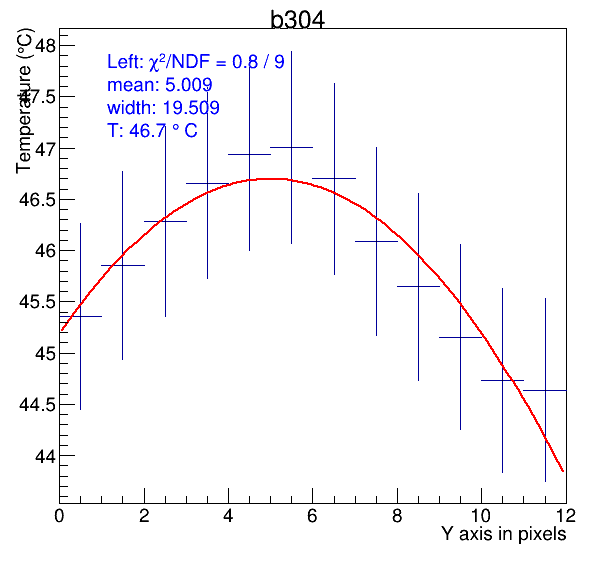 b304
Temperature (°C)
Left: χ²/NDF = 0.8 / 9
mean: 5.009
width: 19.509
T: 46.7 ° C
48
47.5
47
46.5
46
45.5
45
44.5
44
0 2 4 6 8 10 12
Y axis in pixels